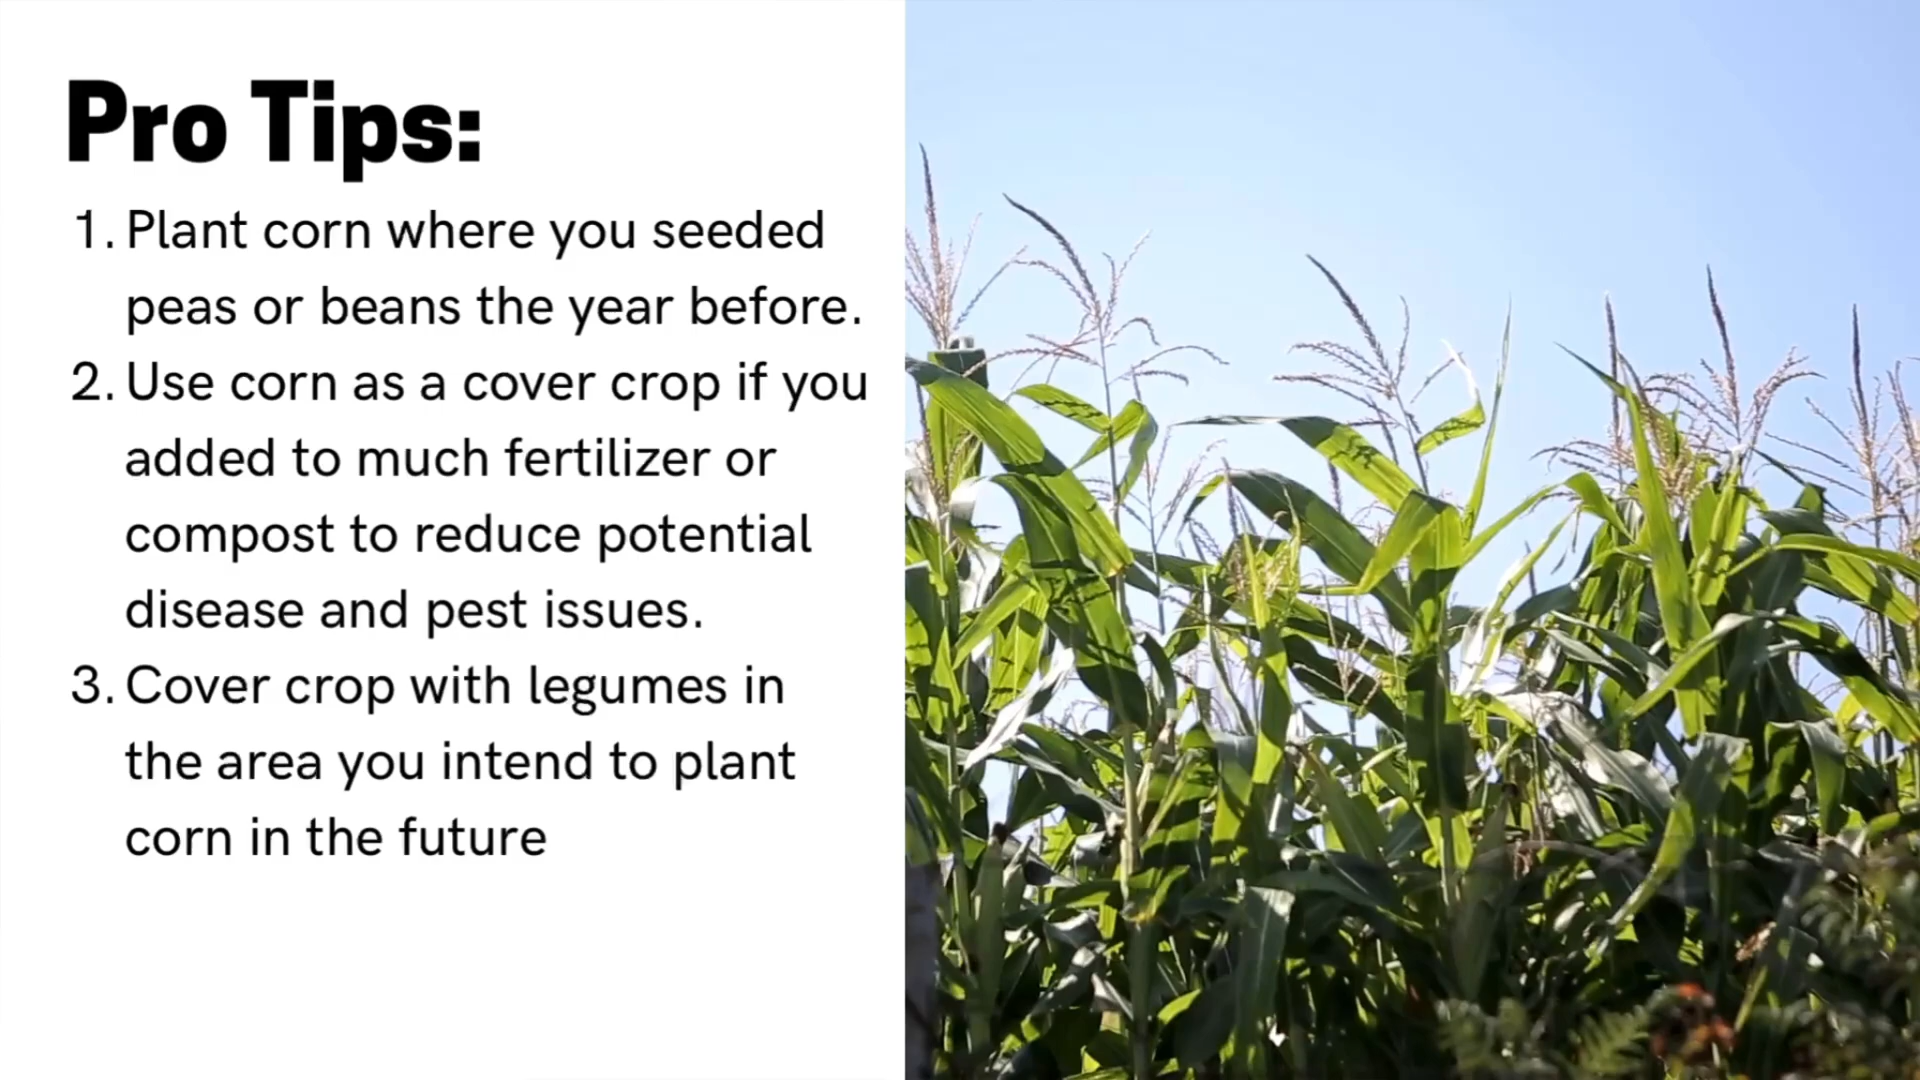 Pro Tips:
1. Plant corn where you seeded
peas or beans the year before.
2. Use corn as a cover crop if you
added to much fertilizer or
compost to reduce potential
disease and pest issues.
3. Cover crop with legumes in
the area you intend to plant
corn in the future